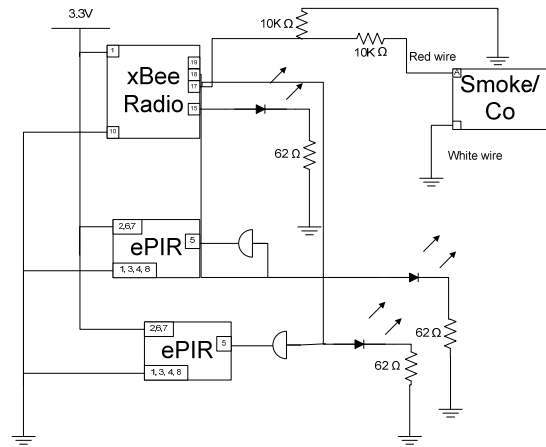 3.3V
10K Ω
10K Ω
Red wire
1
19
18
17
15
10
xBee
Radio
A
Smoke/
Co
White wire
62 Ω
2,6,7
5
ePIR
1, 3, 4, 8
62 Ω
2,6,7
5
ePIR
1, 3, 4, 8
62 Ω